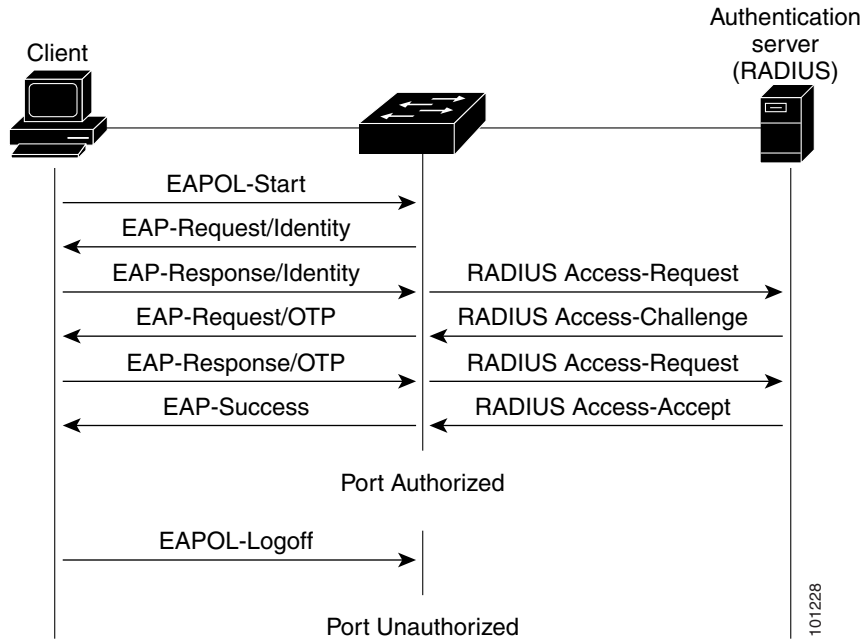 Authentication
server
(RADIUS)
Client
EAPOL-Start
EAP-Request/Identity
EAP-Response/Identity
RADIUS Access-Request
EAP-Request/OTP
RADIUS Access-Challenge
EAP-Response/OTP
RADIUS Access-Request
EAP-Success
RADIUS Access-Accept
Port Authorized
EAPOL-Logoff
Port Unauthorized
101228